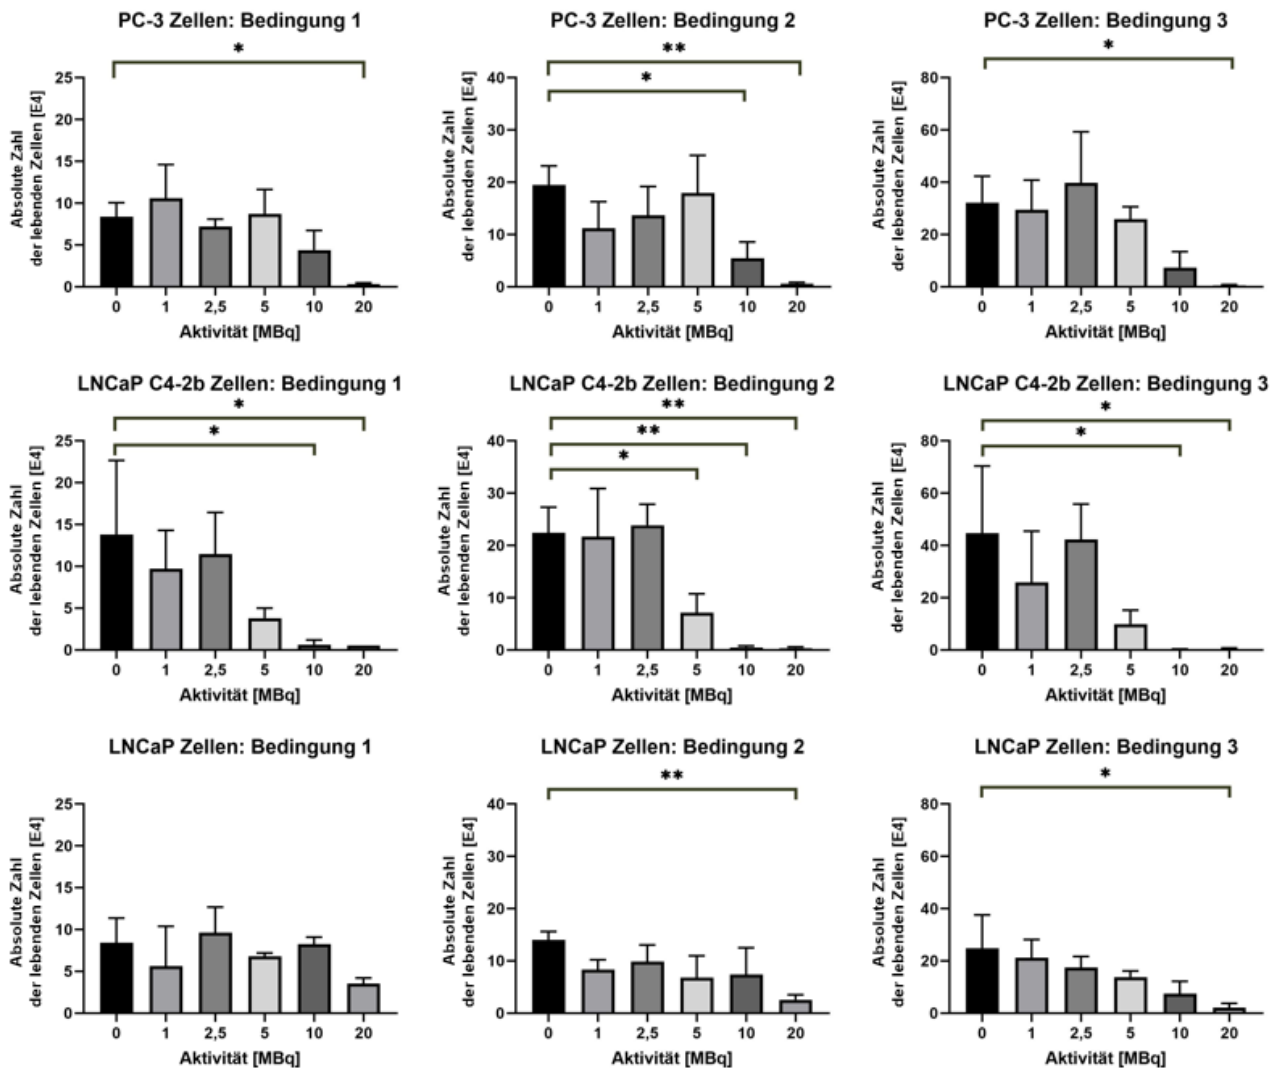 PC-3 Zellen: Bedingung 1
*
Absolute Zahl
der lebenden Zellen [E4]
25
20
15
10
5
0
0 1 2,5 5 10 20
Aktivität [MBq]
PC-3 Zellen: Bedingung 2
**
*
Absolute Zahl
der lebenden Zellen [E4]
40
30
20
10
0
0 1 2,5 5 10 20
Aktivität [MBq]
PC-3 Zellen: Bedingung 3
*
Absolute Zahl
der lebenden Zellen [E4]
80
60
40
20
0
0 1 2,5 5 10 20
Aktivität [MBq]
LNCaP C4-2b Zellen: Bedingung 1
*
*
Absolute Zahl
der lebenden Zellen [E4]
25
20
15
10
5
0
0 1 2,5 5 10 20
Aktivität [MBq]
LNCaP C4-2b Zellen: Bedingung 2
**
**
*
Absolute Zahl
der lebenden Zellen [E4]
40
30
20
10
0
0 1 2,5 5 10 20
Aktivität [MBq]
LNCaP C4-2b Zellen: Bedingung 3
*
*
Absolute Zahl
der lebenden Zellen [E4]
80
60
40
20
0
0 1 2,5 5 10 20
Aktivität [MBq]
LNCaP Zellen: Bedingung 1
Absolute Zahl
der lebenden Zellen [E4]
25
20
15
10
5
0
0 1 2,5 5 10 20
Aktivität [MBq]
LNCaP Zellen: Bedingung 2
**
Absolute Zahl
der lebenden Zellen [E4]
40
30
20
10
0
0 1 2,5 5 10 20
Aktivität [MBq]
LNCaP Zellen: Bedingung 3
*
Absolute Zahl
der lebenden Zellen [E4]
80
60
40
20
0
0 1 2,5 5 10 20
Aktivität [MBq]